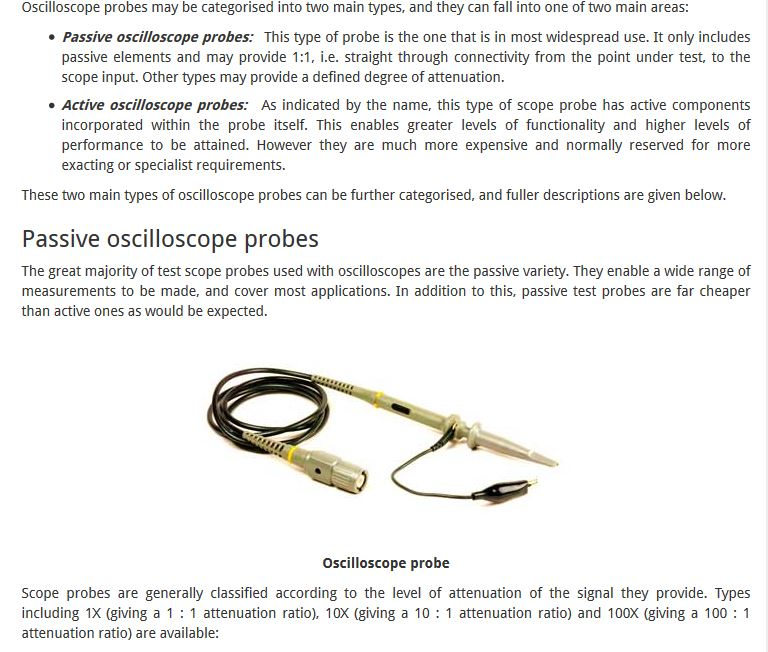 Oscilloscope probes may be categorised into two main types, and they can fall into one of two main areas:
• Passive oscilloscope probes: This type of probe is the one that is in most widespread use. It only includes
passive elements and may provide 1:1, i.e. straight through connectivity from the point under test, to the
scope input. Other types may provide a defined degree of attenuation.
• Active oscilloscope probes: As indicated by the name, this type of scope probe has active components
incorporated within the probe itself. This enables greater levels of functionality and higher levels of
performance to be attained. However they are much more expensive and normally reserved for more
exacting or specialist requirements.
These two main types of oscilloscope probes can be further categorised, and fuller descriptions are given below.
Passive oscilloscope probes
The great majority of test scope probes used with oscilloscopes are the passive variety. They enable a wide range of
measurements to be made, and cover most applications. In addition to this, passive test probes are far cheaper
than active ones as would be expected.
Oscilloscope probe
Scope probes are generally classified according to the level of attenuation of the signal they provide. Types
including 1X (giving a 1 : 1 attenuation ratio), 10X (giving a 10 : 1 attenuation ratio) and 100X (giving a 100 : 1
attenuation ratio) are available: